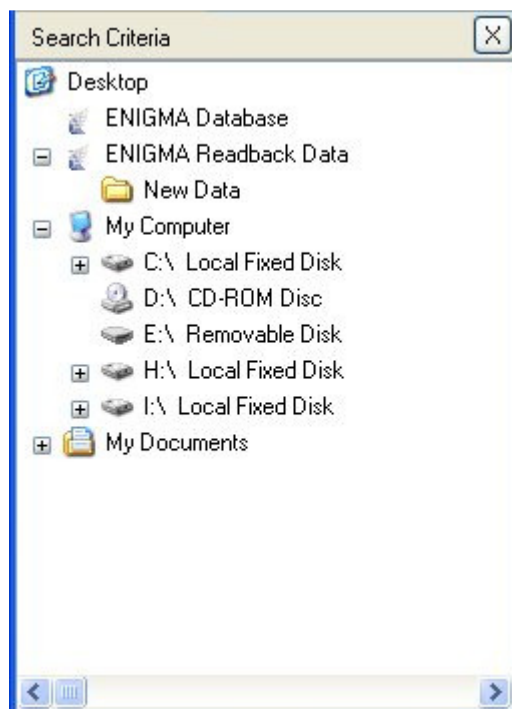 Search Criteria
Desktop
ENIGMA Database
ENIGMA Readback Data
New Data
My Computer
C:\ Local Fixed Disk
D:\ CD-ROM Disc
E:\ Removable Disk
H:\ Local Fixed Disk
I:\ Local Fixed Disk
My Documents